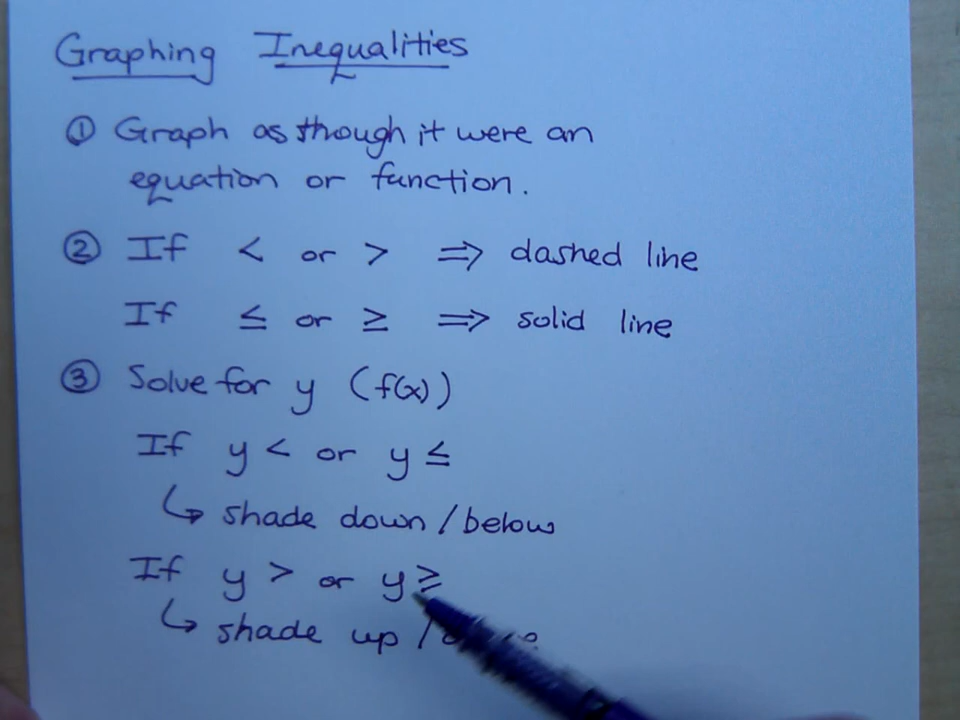 Graphing Inequalities
① Graph as though it were an
equation or function.
② If < or > ⇒ dashed line
If ≤ or ≥ ⇒ solid line
③ Solve for y (f(x))
If y < or y ≤
↳ shade down / below
If y > or y ≥
↳ shade up /